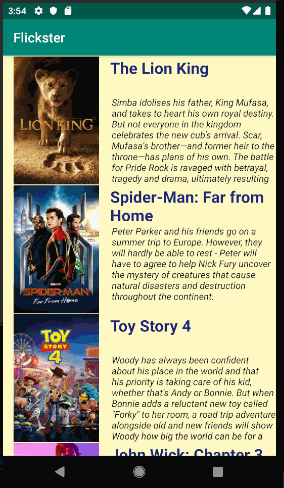 3:54
Flickster
The Lion King
Simba idolises his father, King Mufasa,
and takes to heart his own royal destiny.
But not everyone in the kingdom
celebrates the new cub's arrival. Scar,
Mufasa's brother—and former heir to the
throne—has plans of his own. The battle
for Pride Rock is ravaged with betrayal,
tragedy and drama, ultimately resulting
THE
LION KING
Spider-Man: Far from
Home
Peter Parker and his friends go on a
summer trip to Europe. However, they
will hardly be able to rest - Peter will
have to agree to help Nick Fury uncover
the mystery of creatures that cause
natural disasters and destruction
throughout the continent.
SPIDER-MAN
FAR FROM HOME
Toy Story 4
Woody has always been confident
about his place in the world and that
his priority is taking care of his kid,
whether that's Andy or Bonnie. But when
Bonnie adds a reluctant new toy called
"Forky" to her room, a road trip adventure
alongside old and new friends will show
Woody how big the world can be for a
TOY
STORY
4
John Wick: Chapter 3